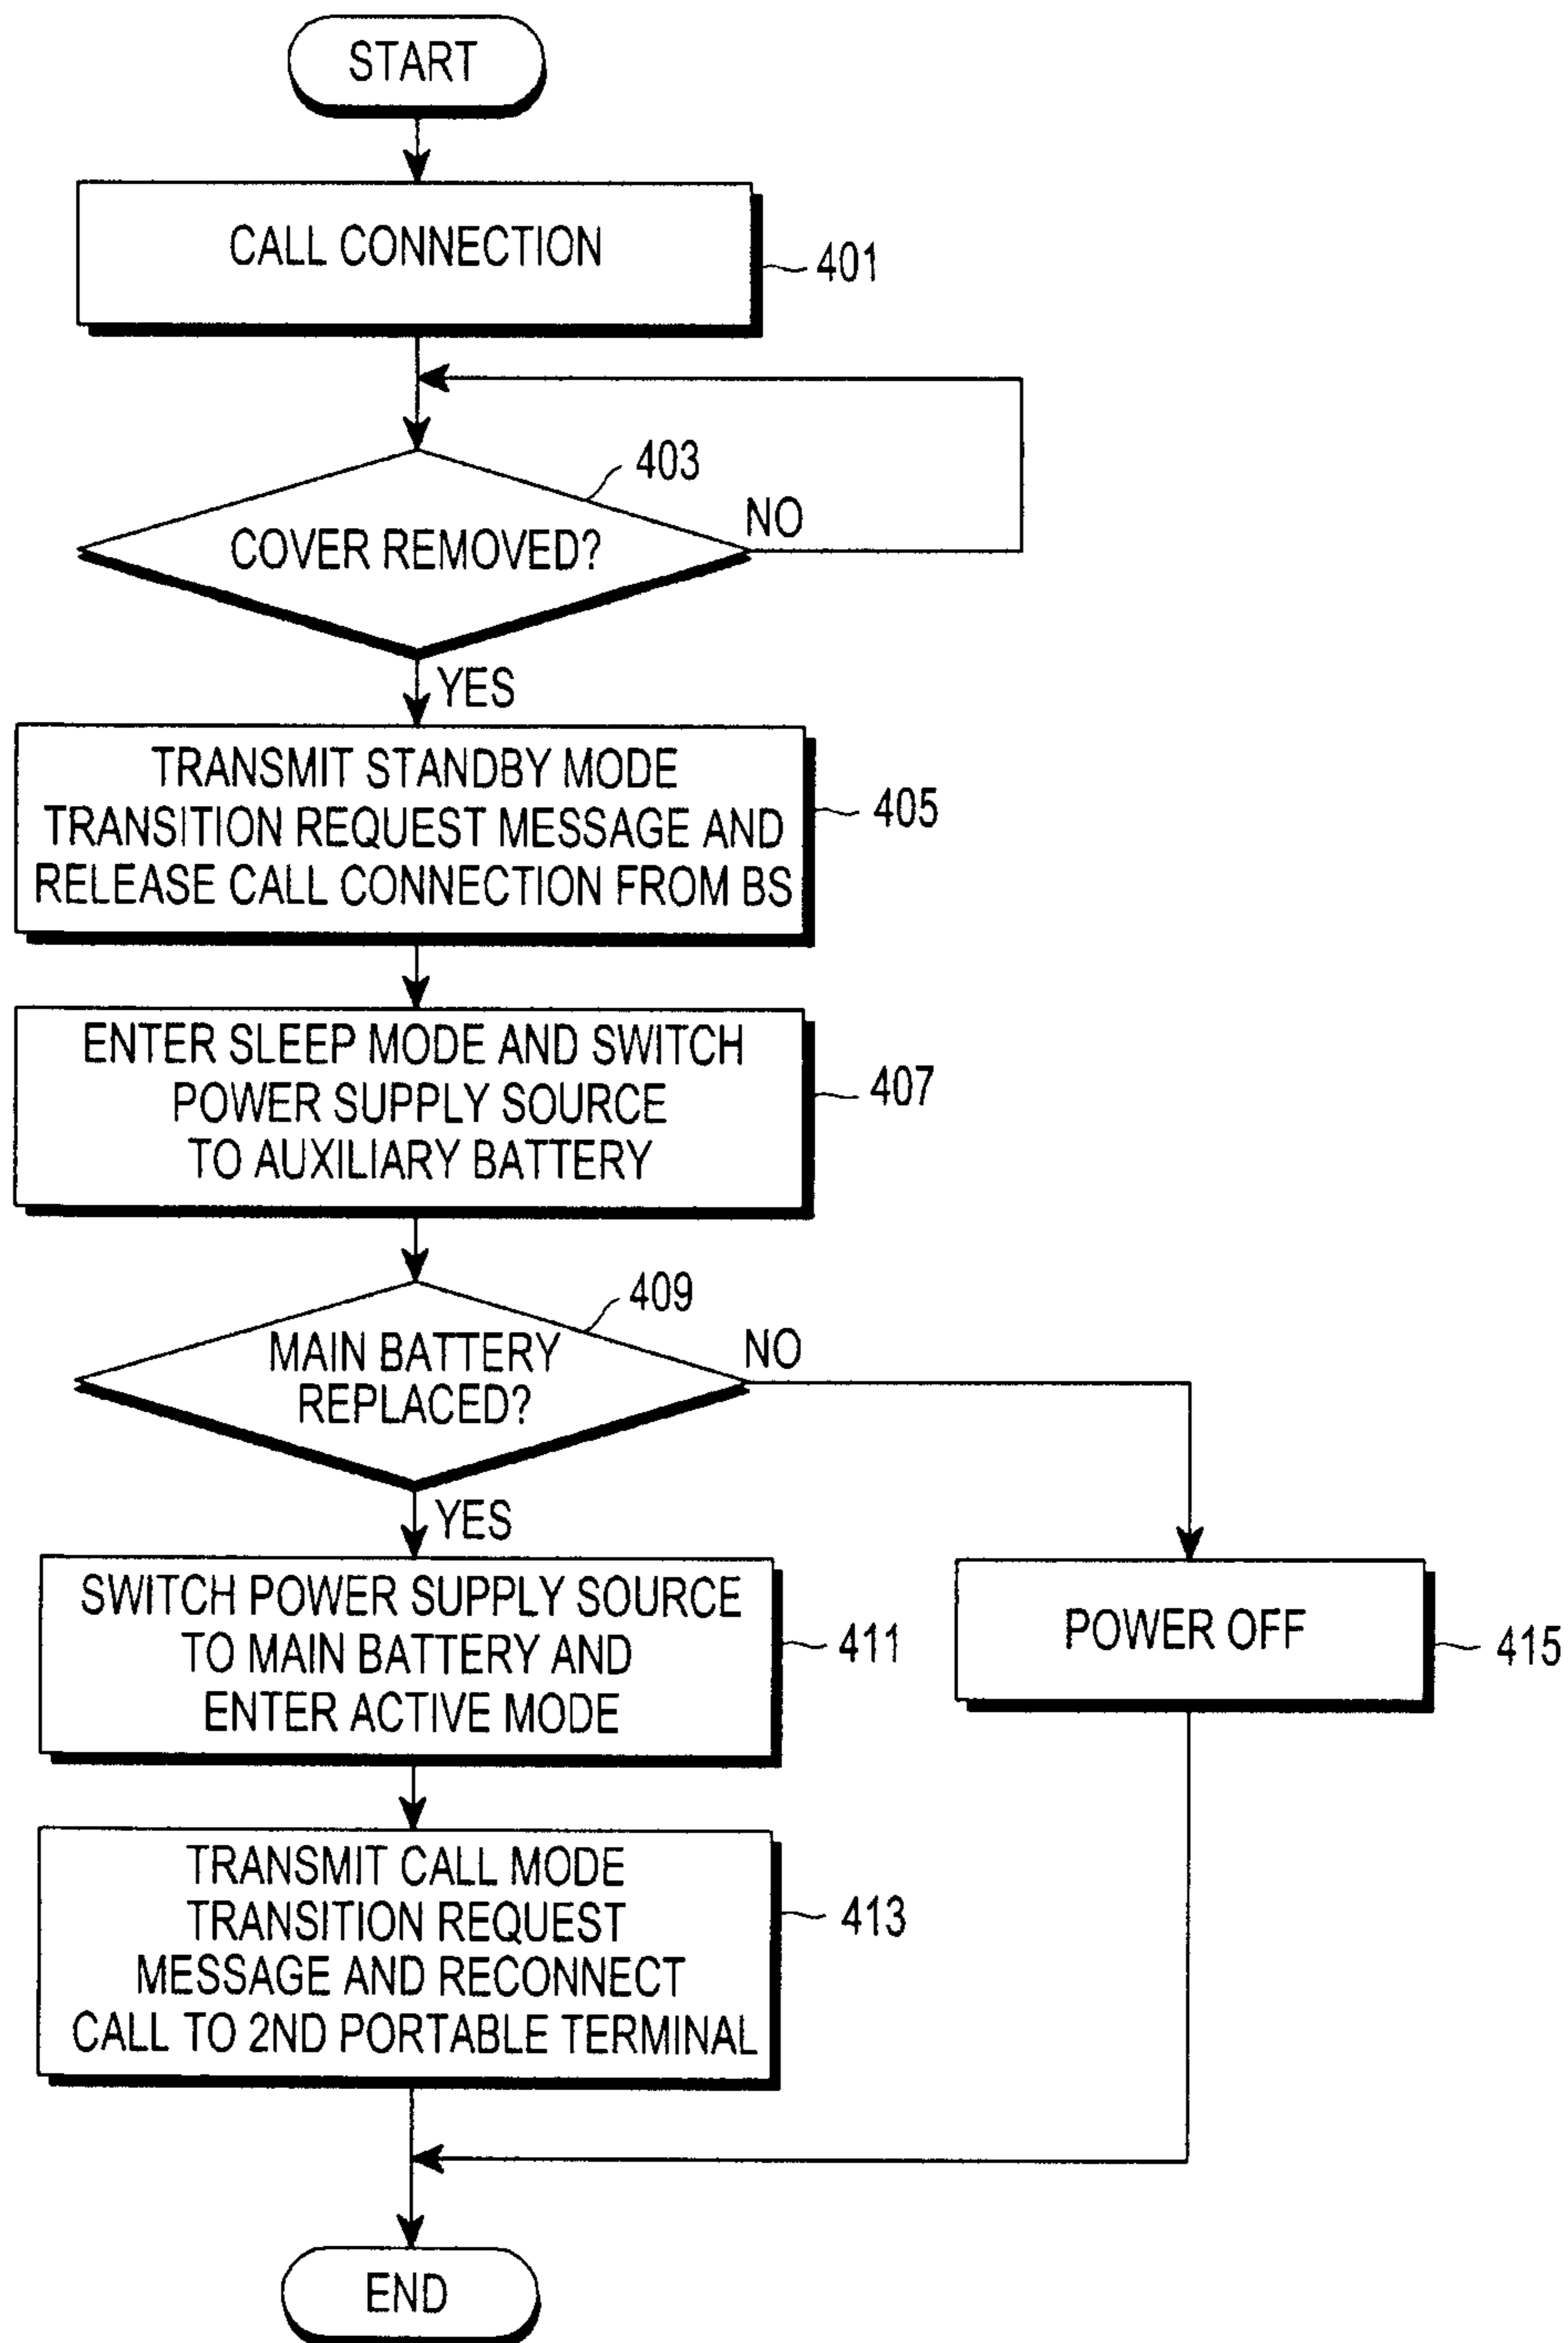 START
CALL CONNECTION
401
403
COVER REMOVED?
NO
YES
TRANSMIT STANDBY MODE
TRANSITION REQUEST MESSAGE AND
RELEASE CALL CONNECTION FROM BS
405
ENTER SLEEP MODE AND SWITCH
POWER SUPPLY SOURCE
TO AUXILIARY BATTERY
407
409
MAIN BATTERY
REPLACED?
NO
YES
SWITCH POWER SUPPLY SOURCE
TO MAIN BATTERY AND
ENTER ACTIVE MODE
411
POWER OFF
415
TRANSMIT CALL MODE
TRANSITION REQUEST
MESSAGE AND RECONNECT
CALL TO 2ND PORTABLE TERMINAL
413
END